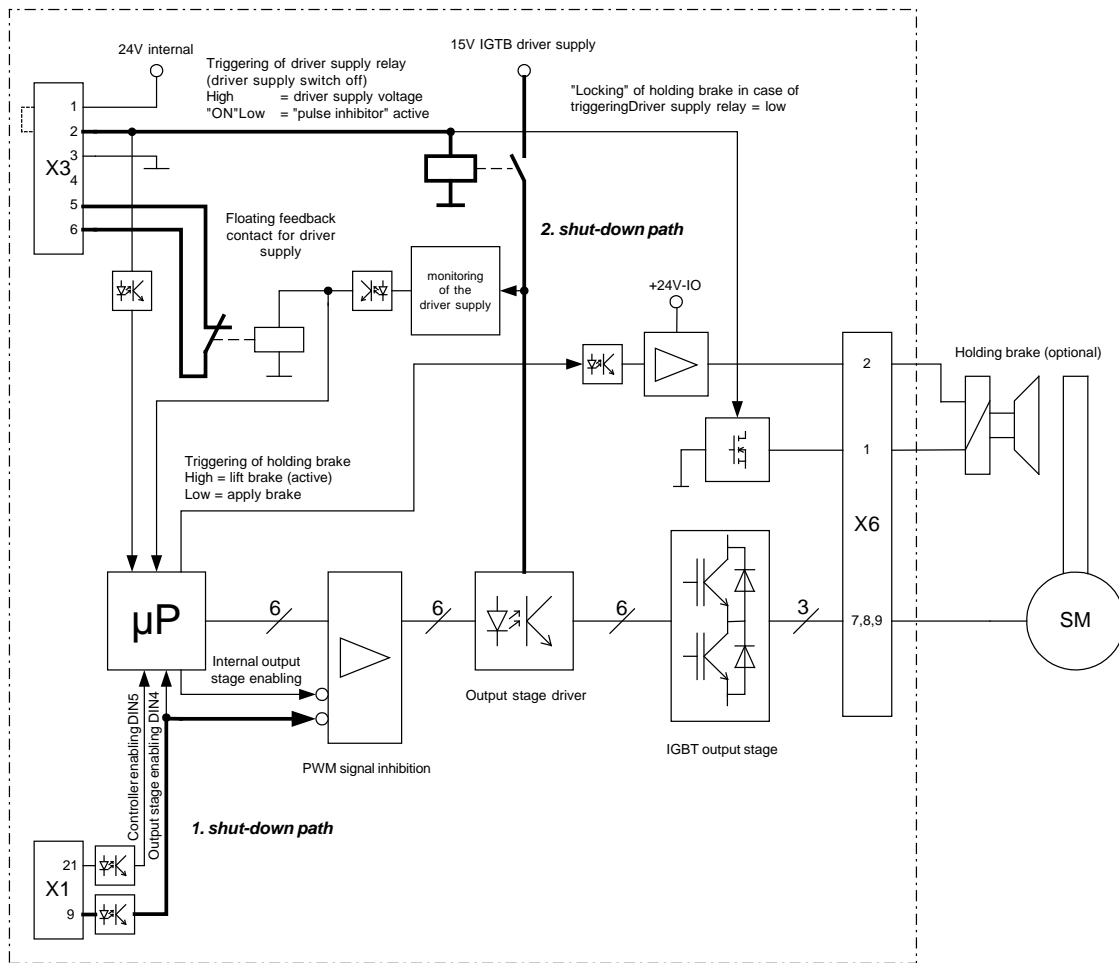 24V internal
15V IGTB driver supply
Triggering of driver supply relay
(driver supply switch off)
High = driver supply voltage
"ON"Low = "pulse inhibitor" active
"Locking" of holding brake in case of
triggeringDriver supply relay = low
1
2
3
4
5
6
X3
Floating feedback
contact for driver
supply
2. shut-down path
monitoring
of the
driver supply
+24V-IO
Holding brake (optional)
2
1
X6
7,8,9
Triggering of holding brake
High = lift brake (active)
Low = apply brake
µP
6
6
6
3
SM
Internal output
stage enabling
Output stage driver
IGBT output stage
PWM signal inhibition
Controller enabling DIN5
Output stage enabling DIN4
1. shut-down path
21
X1
9